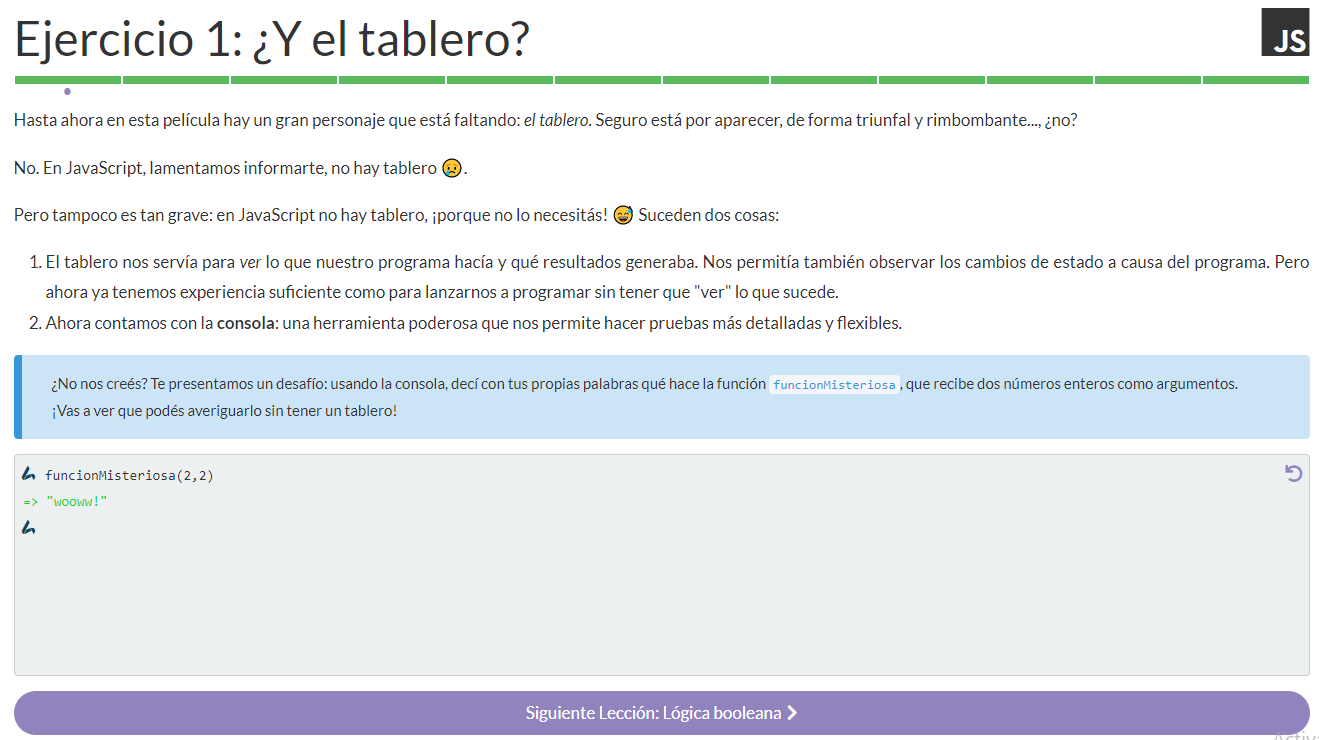 Ejercicio 1: ¿Y el tablero?
JS
Hasta ahora en esta película hay un gran personaje que está faltando: el tablero. Seguro está por aparecer, de forma triunfal y rimbombante..., ¿no?
No. En JavaScript, lamentamos informarte, no hay tablero 😢.
Pero tampoco es tan grave: en JavaScript no hay tablero, ¡porque no lo necesitás! 😅 Suceden dos cosas:
1. El tablero nos servía para ver lo que nuestro programa hacía y qué resultados generaba. Nos permitía también observar los cambios de estado a causa del programa. Pero
ahora ya tenemos experiencia suficiente como para lanzarnos a programar sin tener que "ver" lo que sucede.
2. Ahora contamos con la consola: una herramienta poderosa que nos permite hacer pruebas más detalladas y flexibles.
¿No nos creés? Te presentamos un desafío: usando la consola, decí con tus propias palabras qué hace la función funcionMisteriosa, que recibe dos números enteros como argumentos.
¡Vas a ver que podés averiguarlo sin tener un tablero!
funcionMisteriosa(2,2)
=> "wooww!"
Siguiente Lección: Lógica booleana